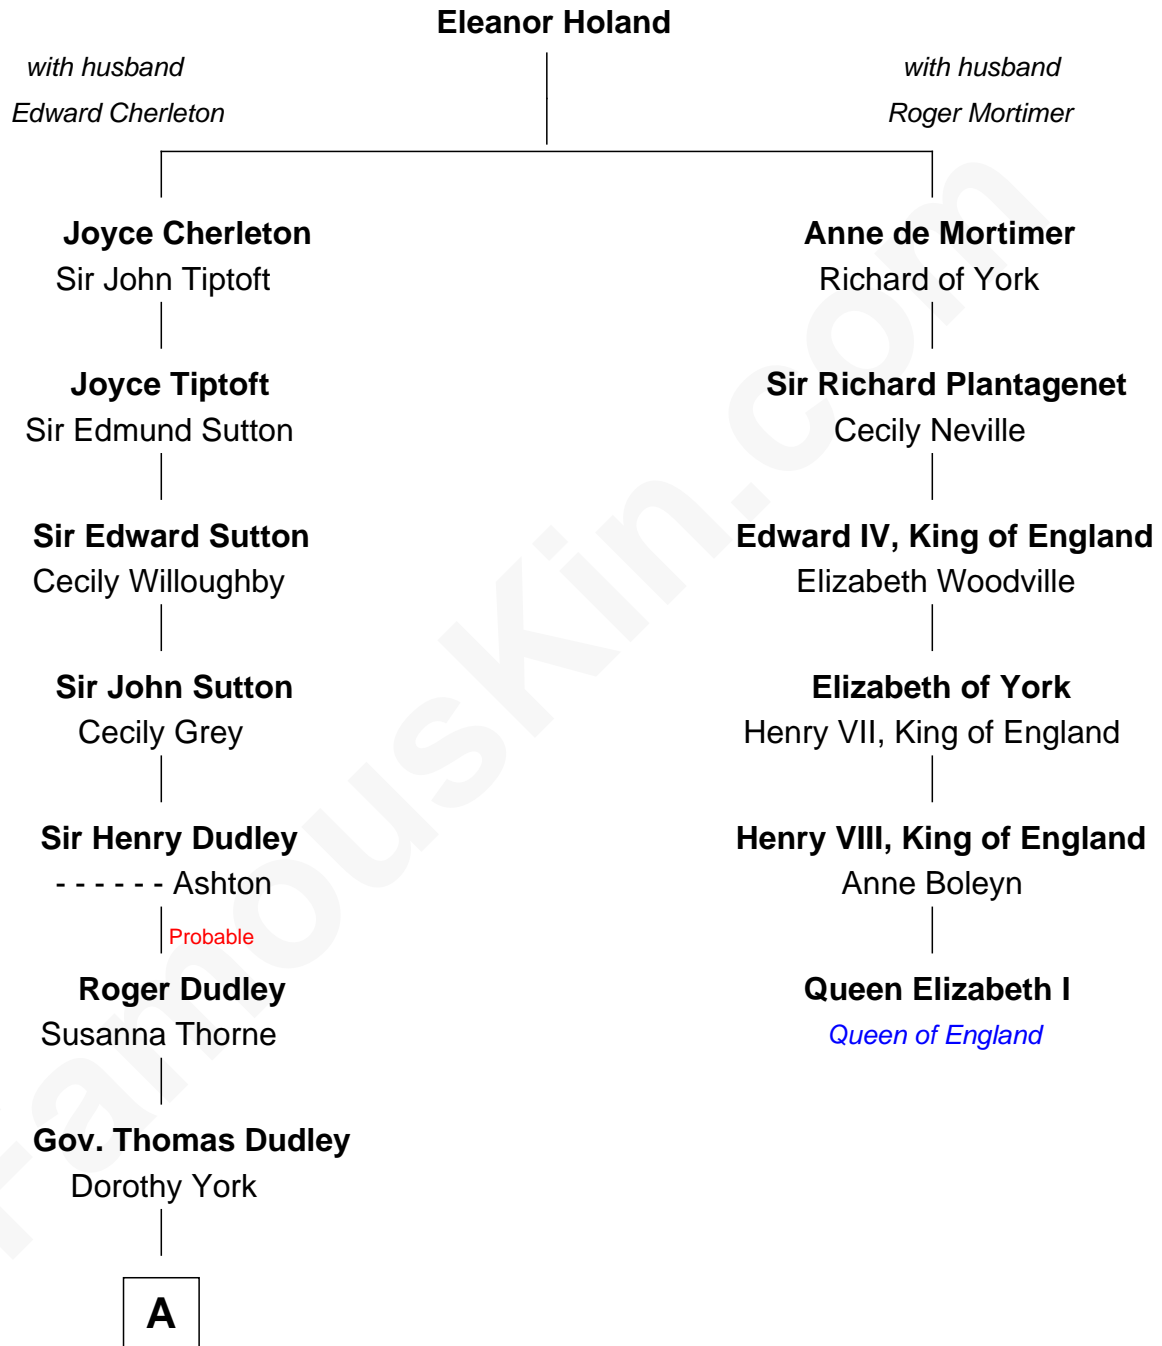 Eleanor Holand
with husband
Edward Cherleton
with husband
Roger Mortimer
Joyce Cherleton
Sir John Tiptoft
Anne de Mortimer
Richard of York
Joyce Tiptoft
Sir Edmund Sutton
Sir Richard Plantagenet
Cecily Neville
Sir Edward Sutton
Cecily Willoughby
Edward IV, King of England
Elizabeth Woodville
Sir John Sutton
Cecily Grey
Elizabeth of York
Henry VII, King of England
Sir Henry Dudley
- - - - - - Ashton
Henry VIII, King of England
Anne Boleyn
Probable
Roger Dudley
Susanna Thorne
Queen Elizabeth I
Queen of England
Gov. Thomas Dudley
Dorothy York
A
FamousKin.com